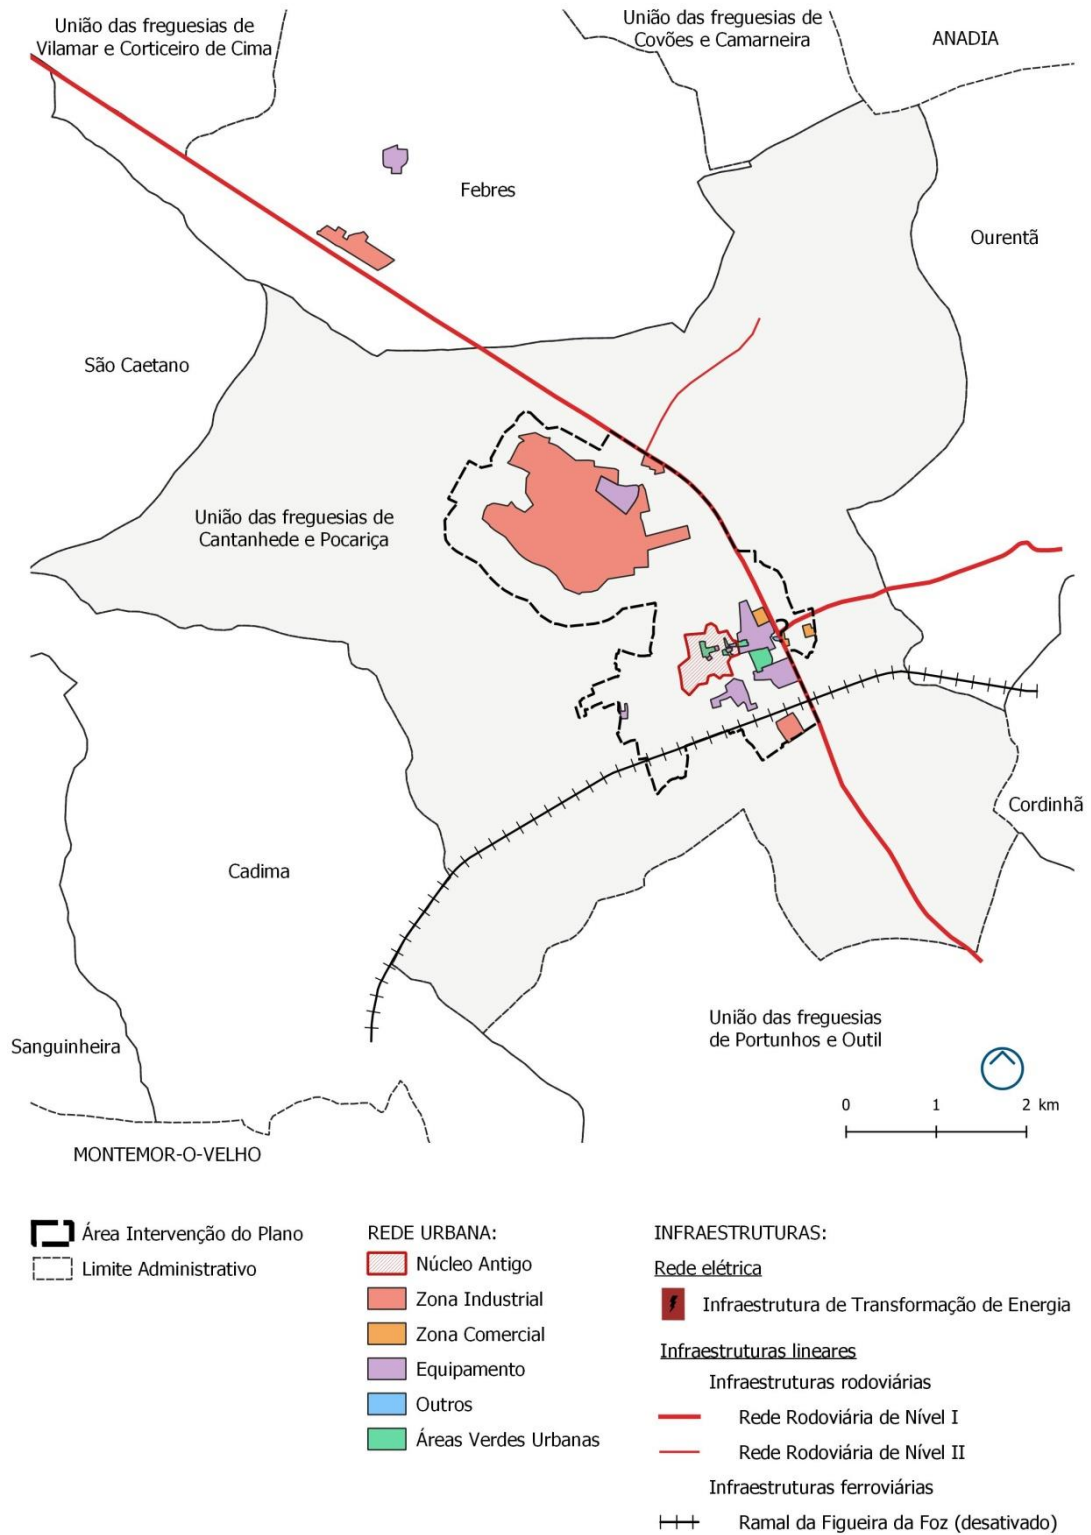 União das freguesias de
Vilamar e Corticeiro de Cima
União das freguesias de
Covões e Camarneira
ANADIA
Febres
Ourentã
São Caetano
União das freguesias de
Cantanhede e Pocariça
Cordinhã
Cadima
União das freguesias
de Portunhos e Outil
Sanguinheira
0 1 2 km
MONTEMOR-O-VELHO
Área Intervenção do Plano
Limite Administrativo
REDE URBANA:
Núcleo Antigo
Zona Industrial
Zona Comercial
Equipamento
Outros
Áreas Verdes Urbanas
INFRAESTRUTURAS:
Rede elétrica
Infraestrutura de Transformação de Energia
Infraestruturas lineares
Infraestruturas rodoviárias
Rede Rodoviária de Nível I
Rede Rodoviária de Nível II
Infraestruturas ferroviárias
Ramal da Figueira da Foz (desativado)